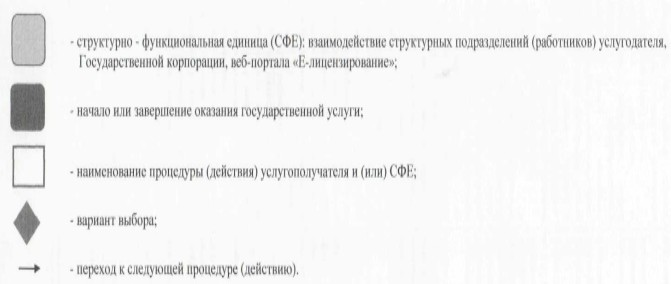 - структурно - функциональная единица (СФЕ): взаимодействие структурных подразделений (работников) услугодателя,
Государственной корпорации, веб-портала «Е-лицензирование»;
- начало или завершение оказания государственной услуги;
- наименование процедуры (действия) услугополучателя и (или) СФЕ;
- вариант выбора;
- переход к следующей процедуре (действию).